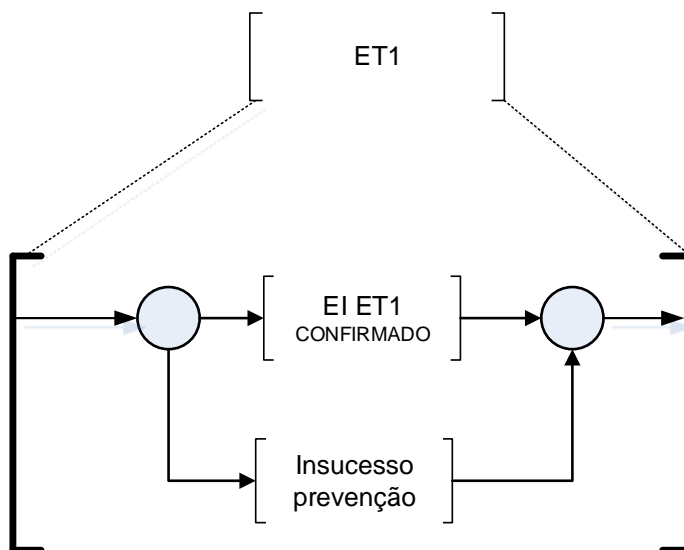 ET1
EI ET1
CONFIRMADO
Insucesso
prevenção